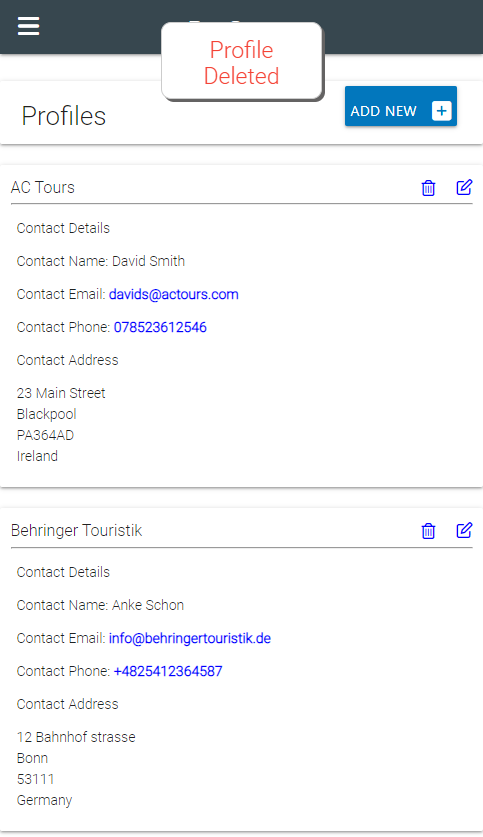 Profile
Deleted
Profiles
ADD NEW
AC Tours
Contact Details
Contact Name: David Smith
Contact Email: davids@actours.com
Contact Phone: 078523612546
Contact Address
23 Main Street
Blackpool
PA364AD
Ireland
Behringer Touristik
Contact Details
Contact Name: Anke Schon
Contact Email: info@behringertouristik.de
Contact Phone: +4825412364587
Contact Address
12 Bahnhof strasse
Bonn
53111
Germany